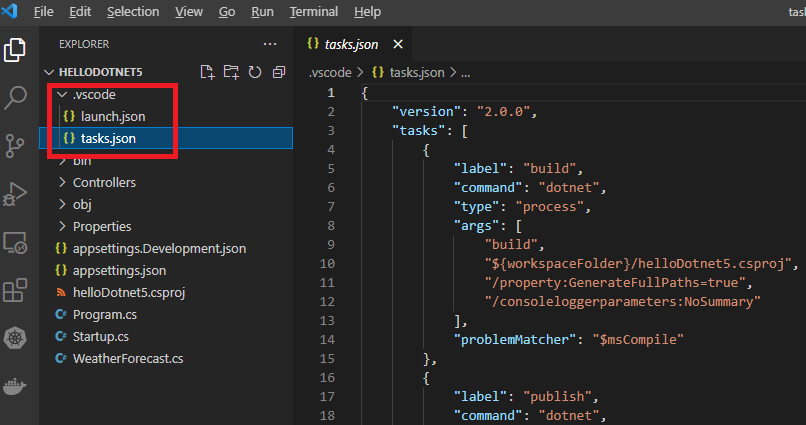 File Edit Selection View Go Run Terminal Help
tas
EXPLORER
HELLODOTNET5
.vscode
{} launch.json
{} tasks.json
bin
Controllers
obj
Properties
{} appsettings.Development.json
{} appsettings.json
helloDotnet5.csproj
C# Program.cs
C# Startup.cs
C# WeatherForecast.cs
{} tasks.json
.vscode > {} tasks.json > ...
1 {
2 "version": "2.0.0",
3 "tasks": [
4 {
5 "label": "build",
6 "command": "dotnet",
7 "type": "process",
8 "args": [
9 "build",
10 "${workspaceFolder}/helloDotnet5.csproj",
11 "/property:GenerateFullPaths=true",
12 "/consoleloggerparameters:NoSummary"
13 ],
14 "problemMatcher": "$msCompile"
15 },
16 {
17 "label": "publish",
18 "command": "dotnet",